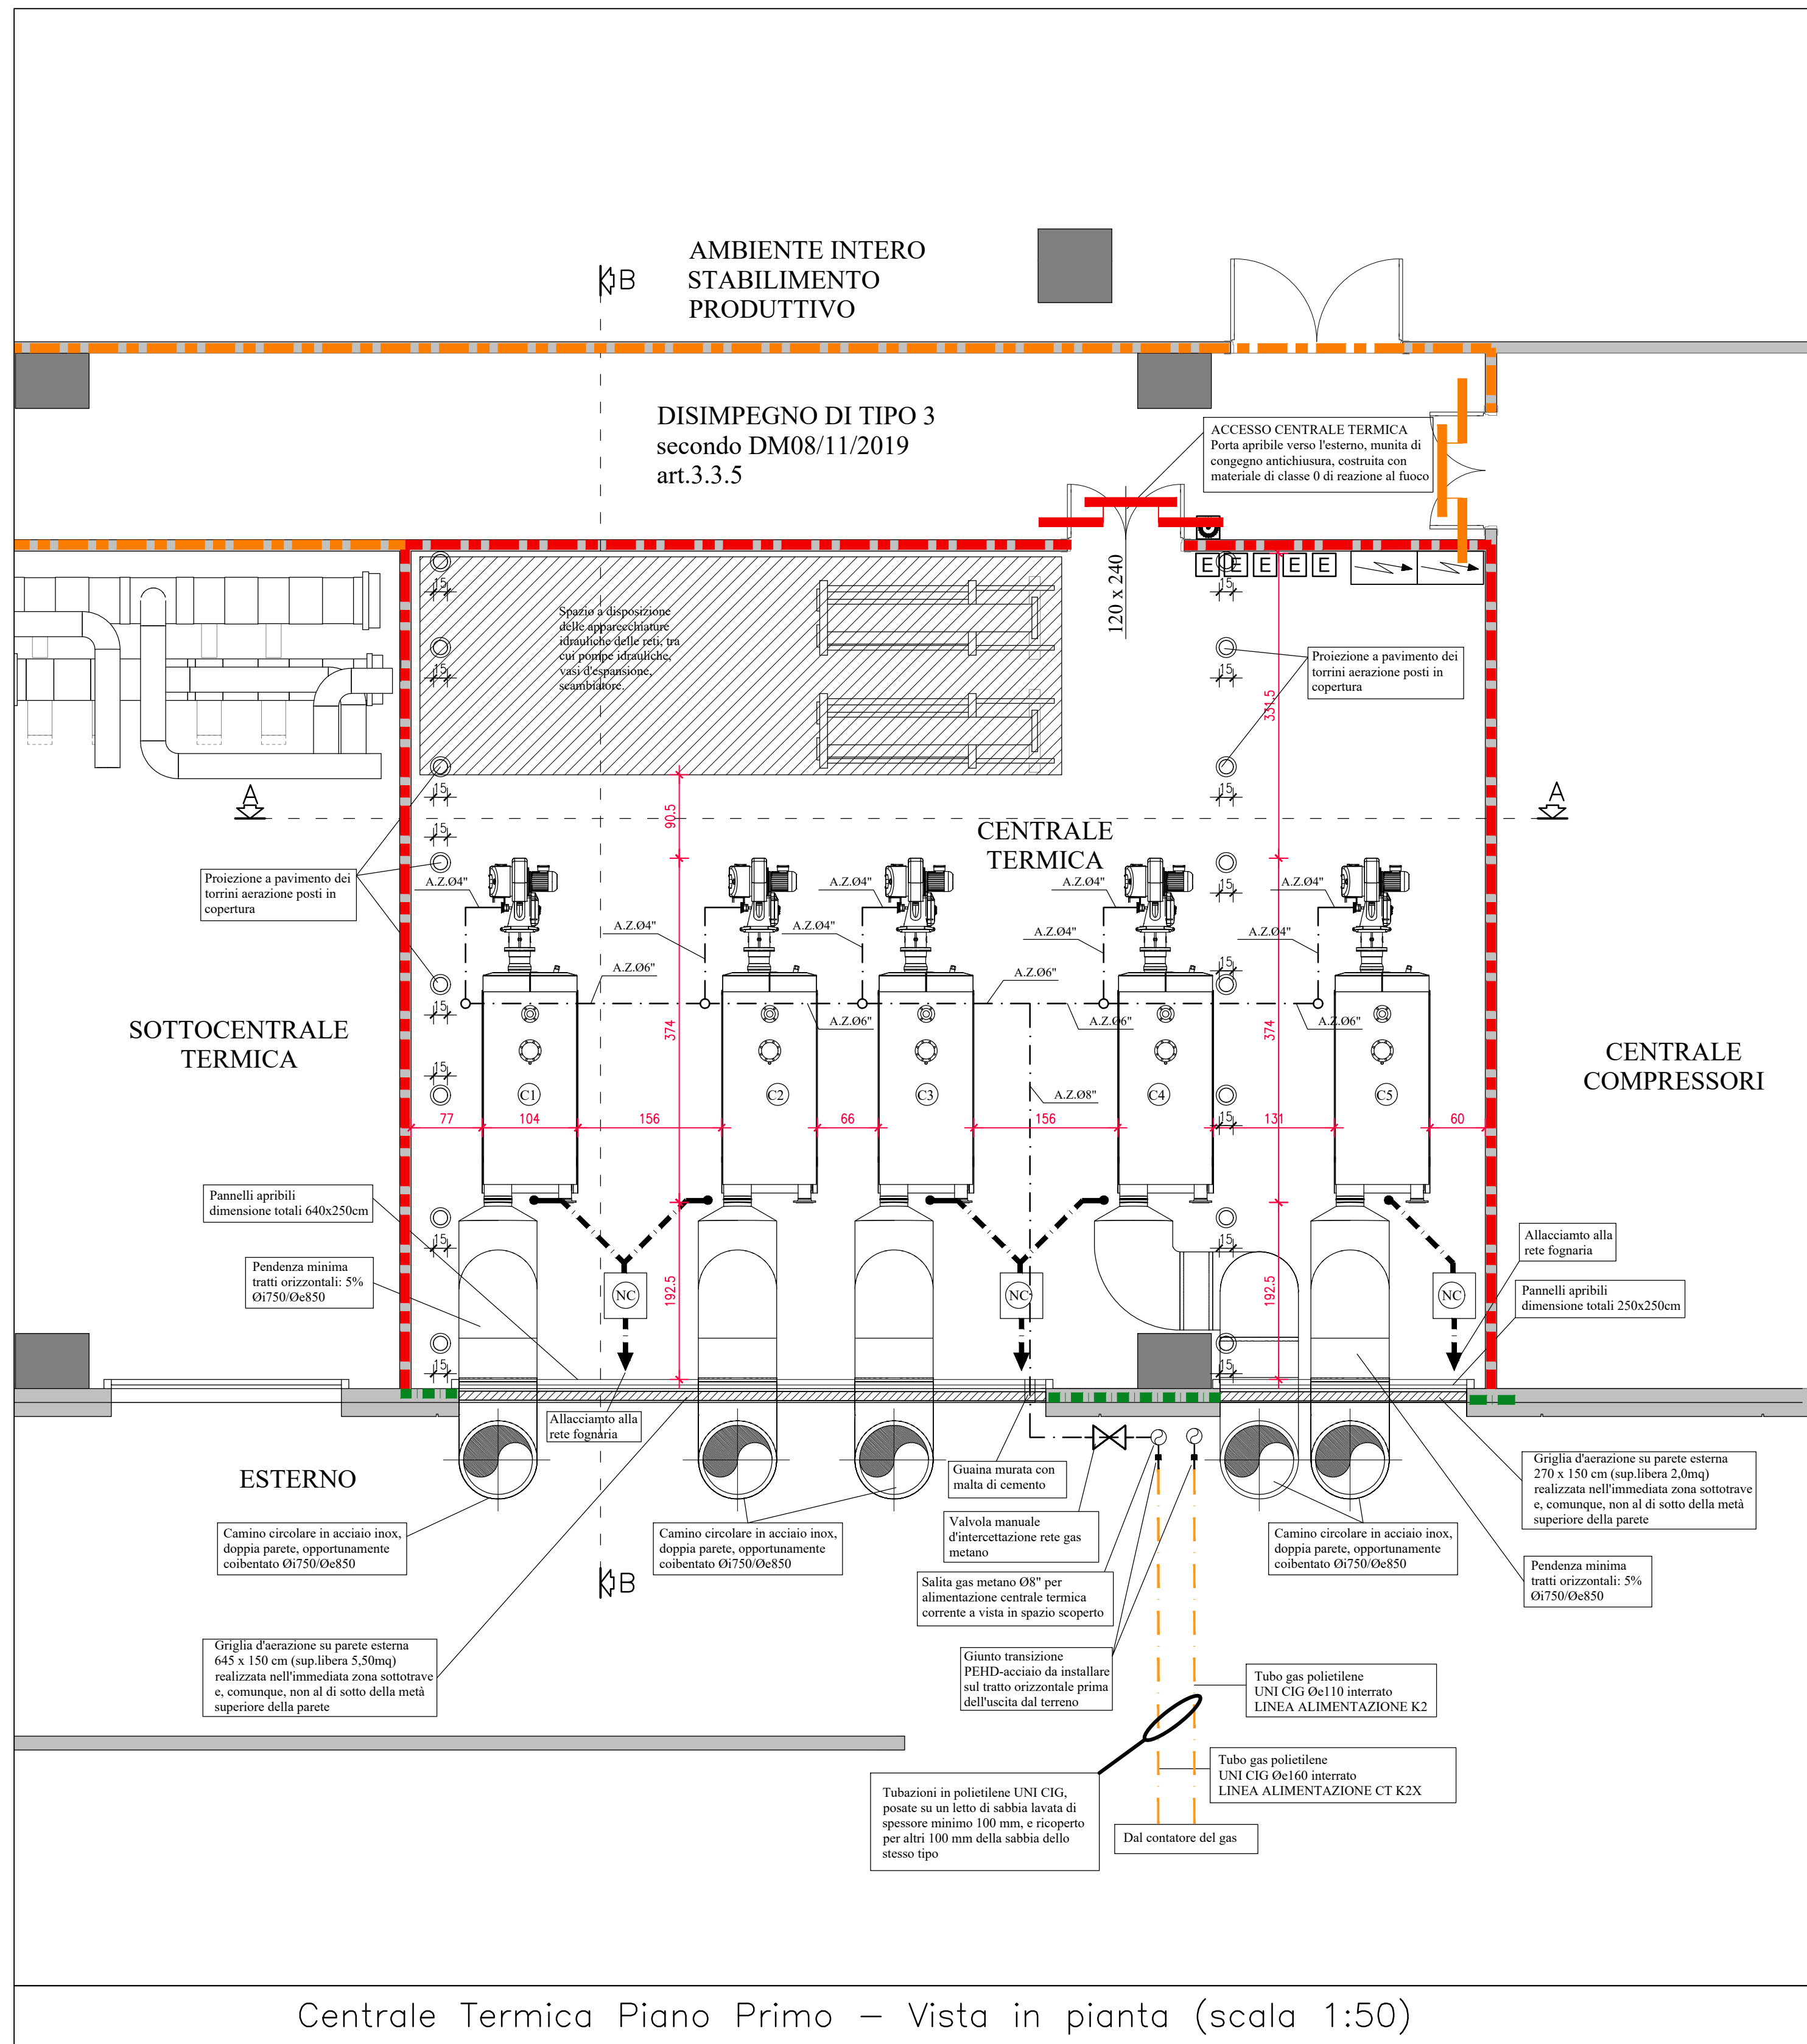 AMBIENTE INTERO
STABILIMENTO
PRODUTTIVO
B
DISIMPEGNO DI TIPO 3
secondo DM08/11/2019
art.3.3.5
ACCESSO CENTRALE TERMICA
Porta apribile verso l'esterno, munita di
congegno antichiusura, costruita con
materiale di classe 0 di reazione al fuoco
120 x 240
E E E E E
15 15
Spazio a disposizione
delle apparecchiature
idrauliche delle reti, tra
cui pompe idrauliche,
vasi d'espansione,
scambiatore.
Proiezione a pavimento dei
torrini aerazione posti in
copertura
15 15
331.5
15 15
A A
90.5
15
CENTRALE
TERMICA
Proiezione a pavimento dei
torrini aerazione posti in
copertura
A.Z.Ø4" A.Z.Ø4" A.Z.Ø4" A.Z.Ø4" A.Z.Ø4"
15
A.Z.Ø4" A.Z.Ø4" A.Z.Ø4" A.Z.Ø4"
A.Z.Ø6" A.Z.Ø6"
15
15
A.Z.Ø6" A.Z.Ø6" A.Z.Ø6"
374 374
SOTTOCENTRALE
TERMICA
CENTRALE
COMPRESSORI
15
C1 C2 C3 C4 C5
A.Z.Ø8"
15
77 104 156 66 156 131 60
Pannelli apribili
dimensione totali 640x250cm
15 15
Allacciamto alla
rete fognaria
Pendenza minima
tratti orizzontali: 5%
Øi750/Øe850
192.5 192.5
NC NC NC
Pannelli apribili
dimensione totali 250x250cm
15 15
Allacciamto alla
rete fognaria
ESTERNO
Guaina murata con
malta di cemento
Griglia d'aerazione su parete esterna
270 x 150 cm (sup.libera 2,0mq)
realizzata nell'immediata zona sottotrave
e, comunque, non al di sotto della metà
superiore della parete
Camino circolare in acciaio inox,
doppia parete, opportunamente
coibentato Øi750/Øe850
Camino circolare in acciaio inox,
doppia parete, opportunamente
coibentato Øi750/Øe850
Valvola manuale
d'intercettazione rete gas
metano
Camino circolare in acciaio inox,
doppia parete, opportunamente
coibentato Øi750/Øe850
Pendenza minima
tratti orizzontali: 5%
Øi750/Øe850
B
Salita gas metano Ø8" per
alimentazione centrale termica
corrente a vista in spazio scoperto
Griglia d'aerazione su parete esterna
645 x 150 cm (sup.libera 5,50mq)
realizzata nell'immediata zona sottotrave
e, comunque, non al di sotto della metà
superiore della parete
Giunto transizione
PEHD-acciaio da installare
sul tratto orizzontale prima
dell'uscita dal terreno
Tubo gas polietilene
UNI CIG Øe110 interrato
LINEA ALIMENTAZIONE K2
Tubo gas polietilene
UNI CIG Øe160 interrato
LINEA ALIMENTAZIONE CT K2X
Tubazioni in polietilene UNI CIG,
posate su un letto di sabbia lavata di
spessore minimo 100 mm, e ricoperto
per altri 100 mm della sabbia dello
stesso tipo
Dal contatore del gas
Centrale Termica Piano Primo – Vista in pianta (scala 1:50)